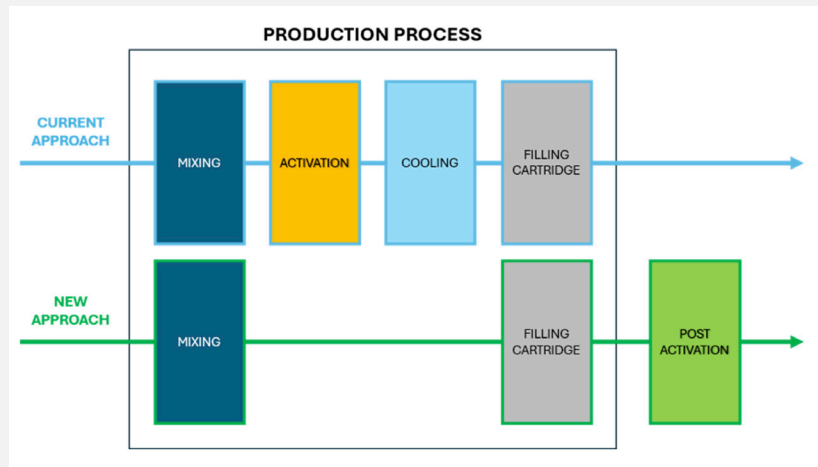 PRODUCTION PROCESS
CURRENT
APPROACH
MIXING
ACTIVATION
COOLING
FILLING
CARTRIDGE
NEW
APPROACH
MIXING
FILLING
CARTRIDGE
POST
ACTIVATION